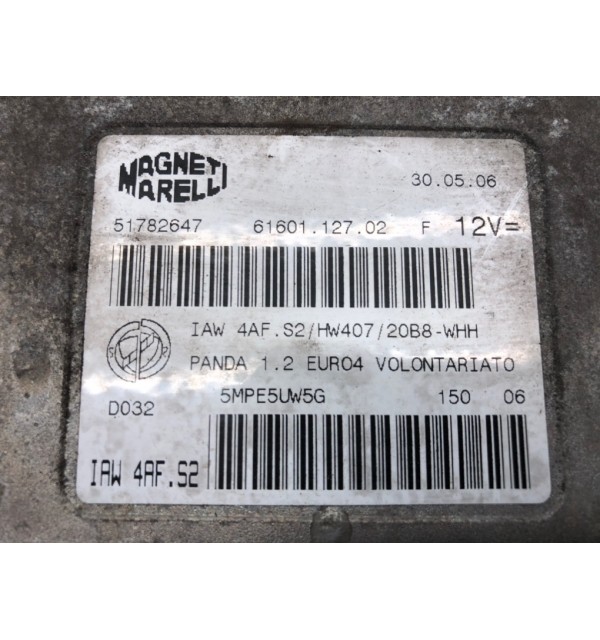 MAGNETI MARELLI
30.05.06
51782647 61601.127.02 F 12V=
IAW 4AF.S2/HW407/20B8-WHH
PANDA 1.2 EURO4 VOLONTARIATO
D032 5MPE5UW5G 150 06
IAW 4AF.S2